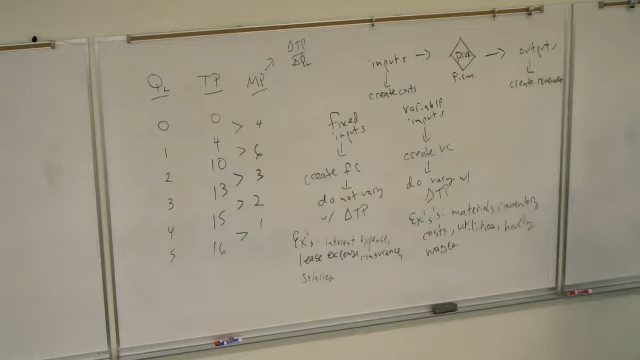 ΔTP
ΔPL
QL TP MP
0 0
> 4
1 4
> 6
2 10
> 3
3 13
> 2
4 15
> 1
5 16
inputs → Prod → outputs
firm
create costs
create revenue
fixed
inputs
create FC
do not vary
w/ ΔTP
Ex's: interest expense,
lease expense, insurance,
salaries
variable
inputs
create VC
do vary w/
ΔTP
Ex's: materials, inventory
costs, utilities, hourly
wages